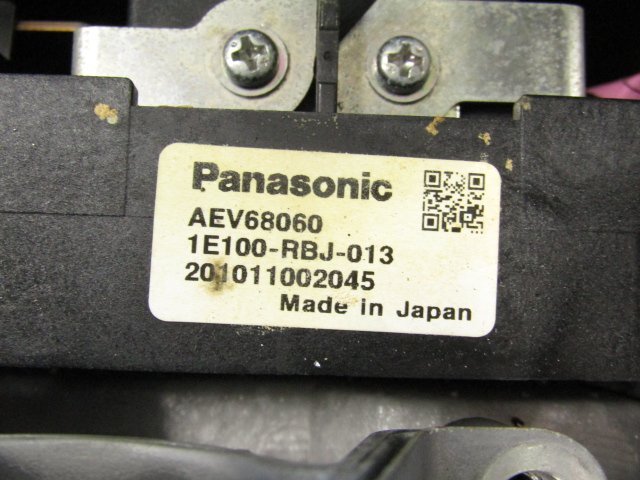 Panasonic
AEV68060
1E100-RBJ-013
201011002045
Made in Japan